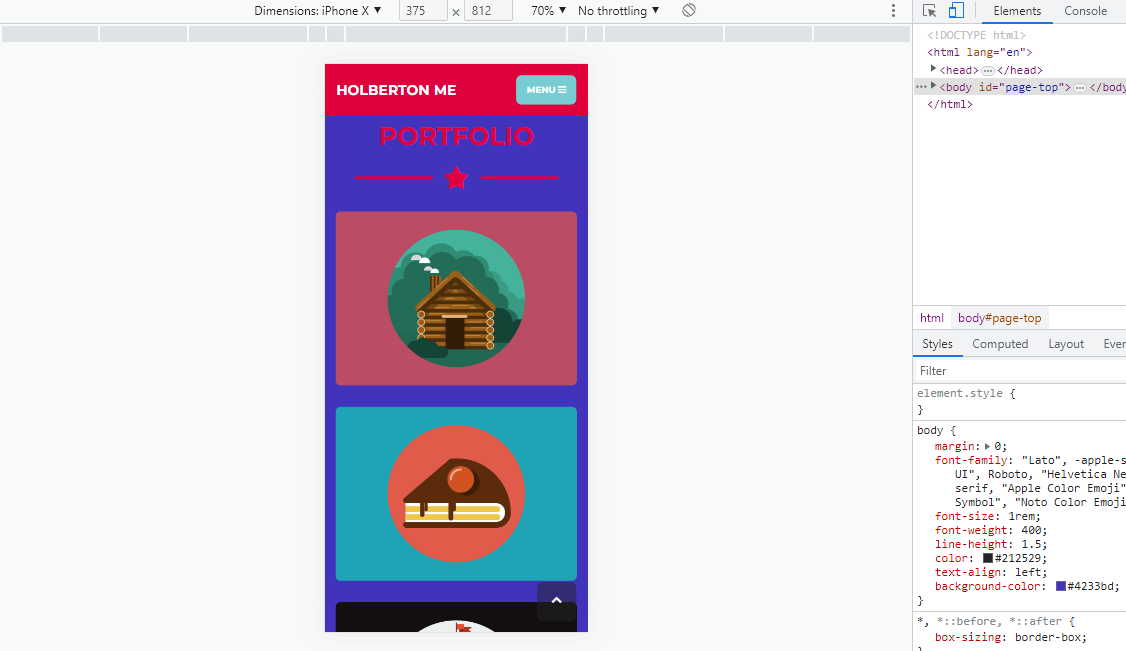 Dimensions: iPhone X ▼ 375 × 812 70% ▼ No throttling ▼
Elements Console
<!DOCTYPE html>
<html lang="en">
▶<head>…</head>
…▶<body id="page-top">…</body
</html>
HOLBERTON ME
MENU
PORTFOLIO
html body#page-top
Styles Computed Layout Ever
Filter
element.style {
}
body {
margin:▶0;
font-family: "Lato", -apple-s
UI", Roboto, "Helvetica Ne
serif, "Apple Color Emoji"
Symbol", "Noto Color Emoji
font-size: 1rem;
font-weight: 400;
line-height: 1.5;
color: #212529;
text-align: left;
background-color: #4233bd;
}
*, *::before, *::after {
box-sizing: border-box;
}